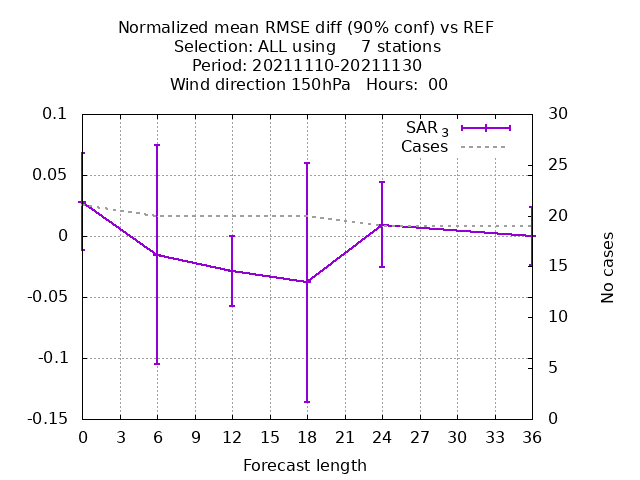 Normalized mean RMSE diff (90% conf) vs REF
Selection: ALL using     7 stations
Period: 20211110-20211130
Wind direction 150hPa   Hours:  00
0.1
0.05
0
-0.05
-0.1
-0.15
30
25
20
15
10
5
0
SAR 3
Cases
No cases
0 3 6 9 12 15 18 21 24 27 30 33 36
Forecast length